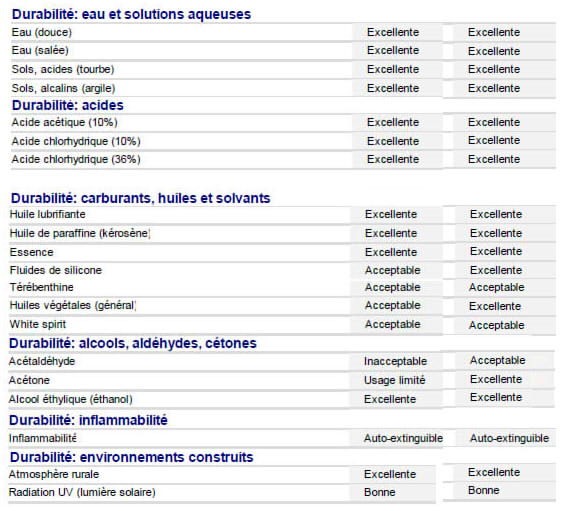 Durabilité: eau et solutions aqueuses
Eau (douce) Excellente Excellente
Eau (salée) Excellente Excellente
Sols, acides (tourbe) Excellente Excellente
Sols, alcalins (argile) Excellente Excellente
Durabilité: acides
Acide acétique (10%) Excellente Excellente
Acide chlorhydrique (10%) Excellente Excellente
Acide chlorhydrique (36%) Excellente Excellente
Durabilité: carburants, huiles et solvants
Huile lubrifiante Excellente Excellente
Huile de paraffine (kérosène) Excellente Excellente
Essence Excellente Excellente
Fluides de silicone Acceptable Excellente
Térébenthine Acceptable Acceptable
Huiles végétales (général) Acceptable Excellente
White spirit Acceptable Acceptable
Durabilité: alcools, aldéhydes, cétones
Acétaldéhyde Inacceptable Acceptable
Acétone Usage limité Excellente
Alcool éthylique (éthanol) Excellente Excellente
Durabilité: inflammabilité
Inflammabilité Auto-extinguible Auto-extinguible
Durabilité: environnements construits
Atmosphère rurale Excellente Excellente
Radiation UV (lumière solaire) Bonne Bonne